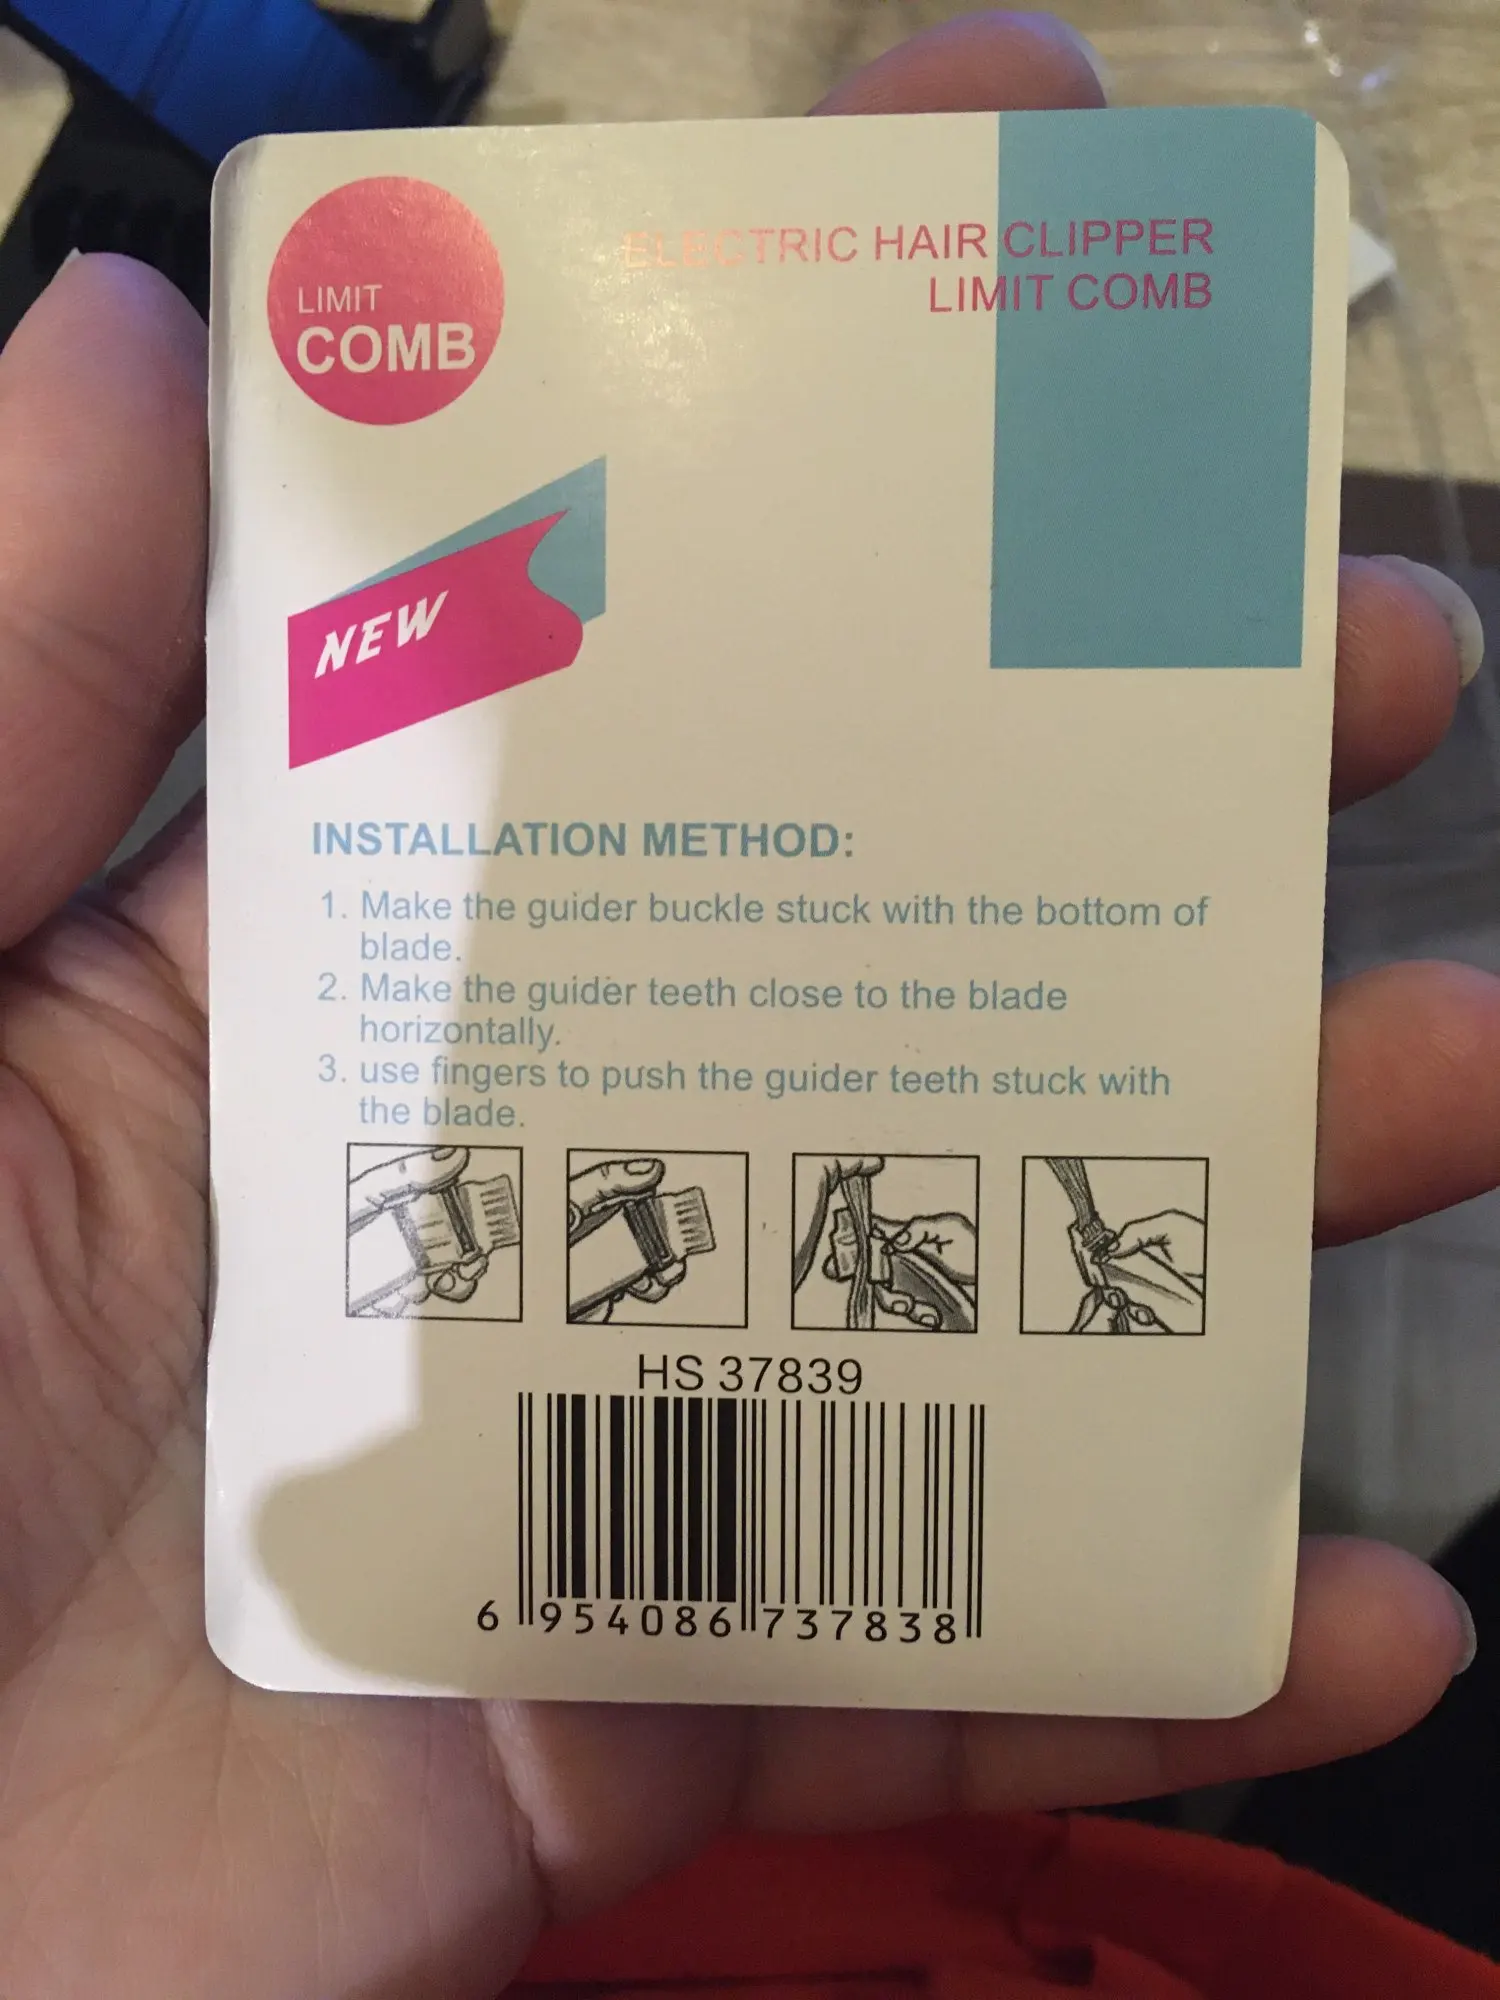 LIMIT
COMB
ELECTRIC HAIR CLIPPER
LIMIT COMB
NEW
INSTALLATION METHOD:
1. Make the guider buckle stuck with the bottom of
blade.
2. Make the guider teeth close to the blade
horizontally.
3. use fingers to push the guider teeth stuck with
the blade.
HS 37839
6 954086 737838